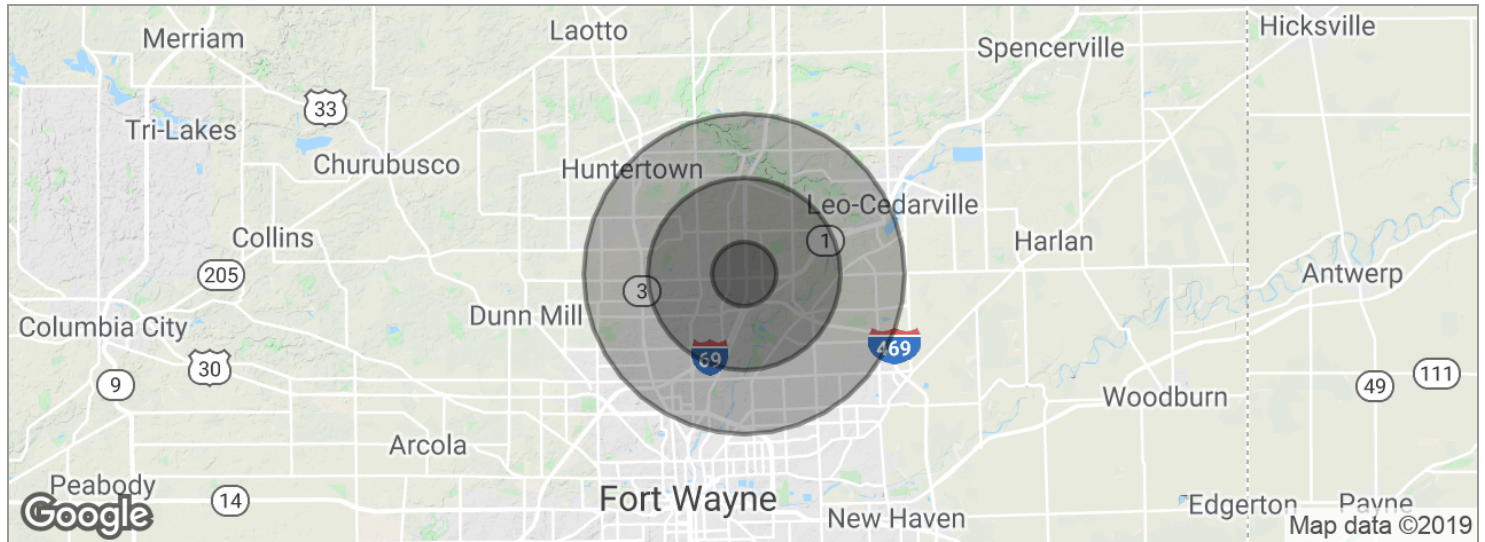 Hicksville
Laotto
Merriam
Spencerville
33
Tri-Lakes
Churubusco
Huntertown
Leo-Cedarville
Collins
1
Harlan
205
Antwerp
3
Dunn Mill
Columbia City
469
69
30
111
9
49
Woodburn
Arcola
Peabody
14
Fort Wayne
Edgerton
Payne
Google
New Haven
Map data ©2019